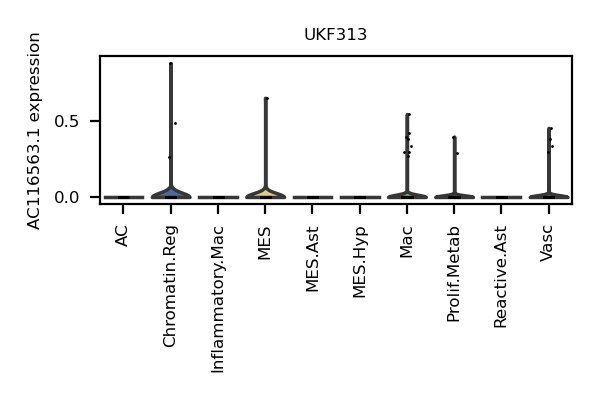 UKF313
AC116563.1 expression
0.5
0.0
AC
Chromatin.Reg
Inflammatory.Mac
MES
MES.Ast
MES.Hyp
Mac
Prolif.Metab
Reactive.Ast
Vasc